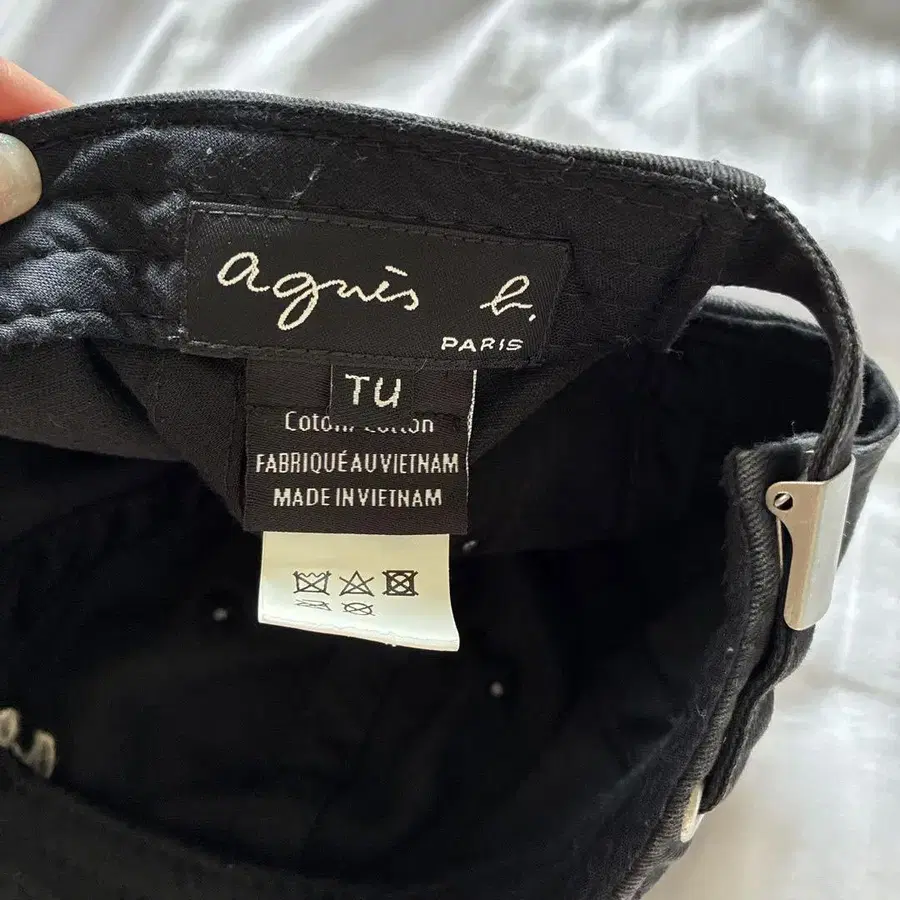 agnès b.
PARIS
TU
FABRIQUÉ AU VIETNAM
MADE IN VIETNAM